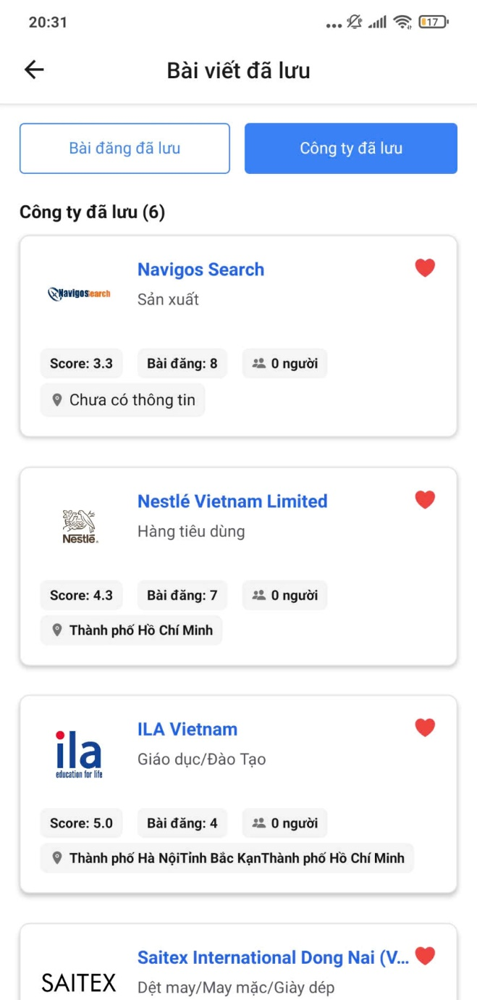 20:31
17
Bài viết đã lưu
Bài đăng đã lưu
Công ty đã lưu
Công ty đã lưu (6)
Navigos Search
NavigosSearch
Sản xuất
Score: 3.3
Bài đăng: 8
0 người
Chưa có thông tin
Nestlé Vietnam Limited
Nestlé
Hàng tiêu dùng
Score: 4.3
Bài đăng: 7
0 người
Thành phố Hồ Chí Minh
ILA Vietnam
ila
education for life
Giáo dục/Đào Tạo
Score: 5.0
Bài đăng: 4
0 người
Thành phố Hà NộiTỉnh Bắc KạnThành phố Hồ Chí Minh
Saitex International Dong Nai (V...
SAITEX
Dệt may/May mặc/Giày dép